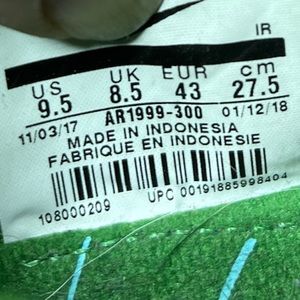 IR
US UK EUR cm
9.5 8.5 43 27.5
11/03/17 AR1999-300 01/12/18
MADE IN INDONESIA
FABRIQUE EN INDONESIE
108000209 UPC 00191885998404